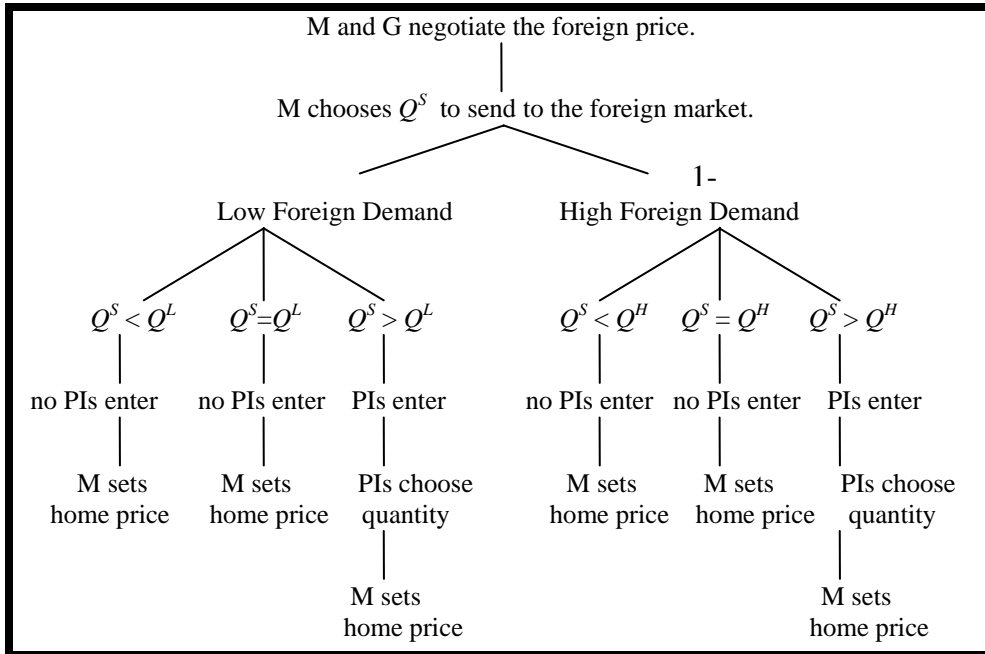 M and G negotiate the foreign price.
M chooses Q^S to send to the foreign market.
1-
Low Foreign Demand High Foreign Demand
Q^S < Q^L Q^S=Q^L Q^S > Q^L Q^S < Q^H Q^S = Q^H Q^S > Q^H
no PIs enter no PIs enter PIs enter no PIs enter no PIs enter PIs enter
M sets M sets PIs choose M sets M sets PIs choose
home price home price quantity home price home price quantity
M sets M sets
home price home price